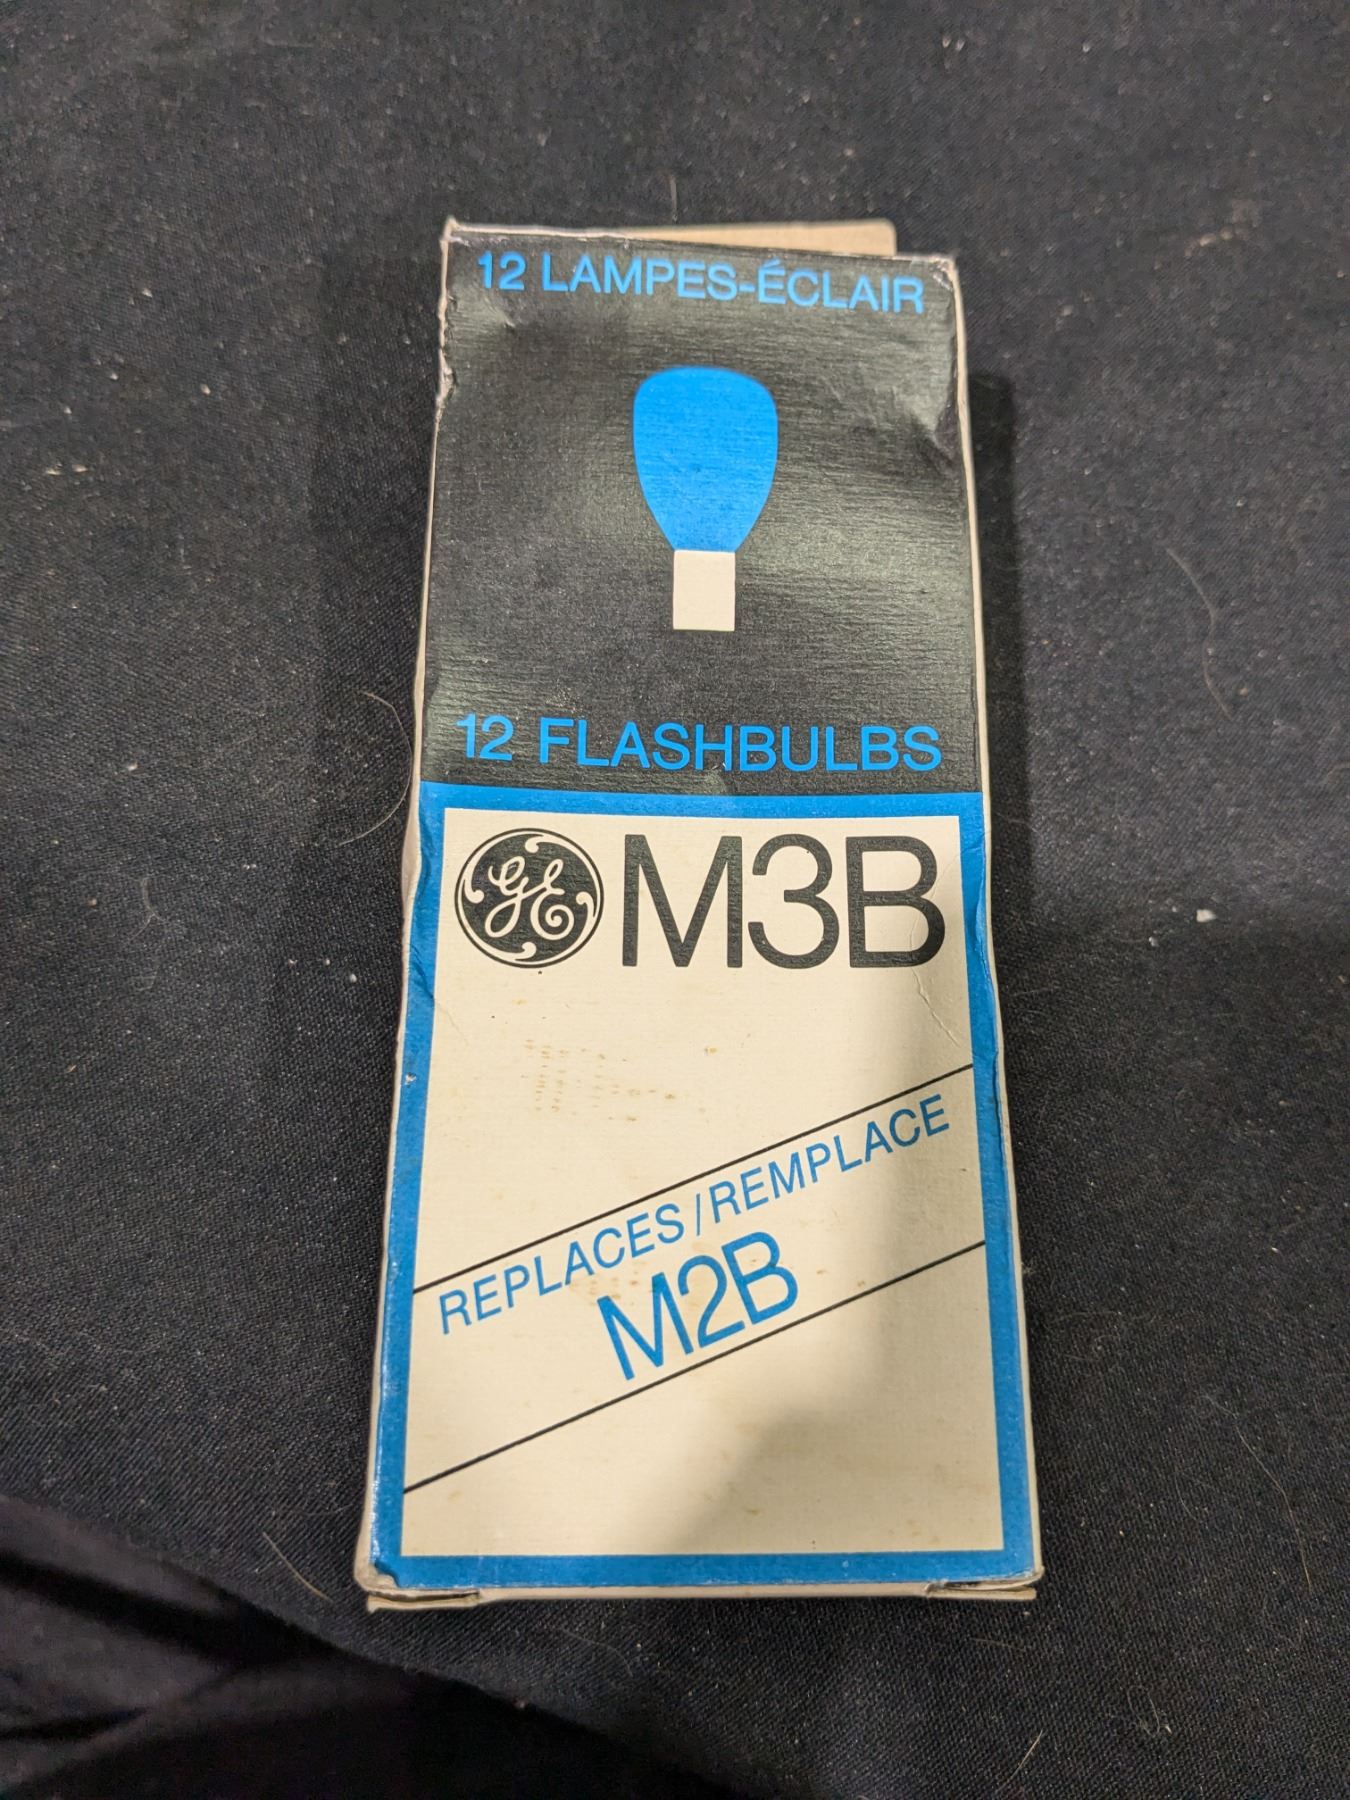 12 LAMPES-ÉCLAIR
12 FLASHBULBS
GE M3B
REPLACES/REMPLACE
M2B